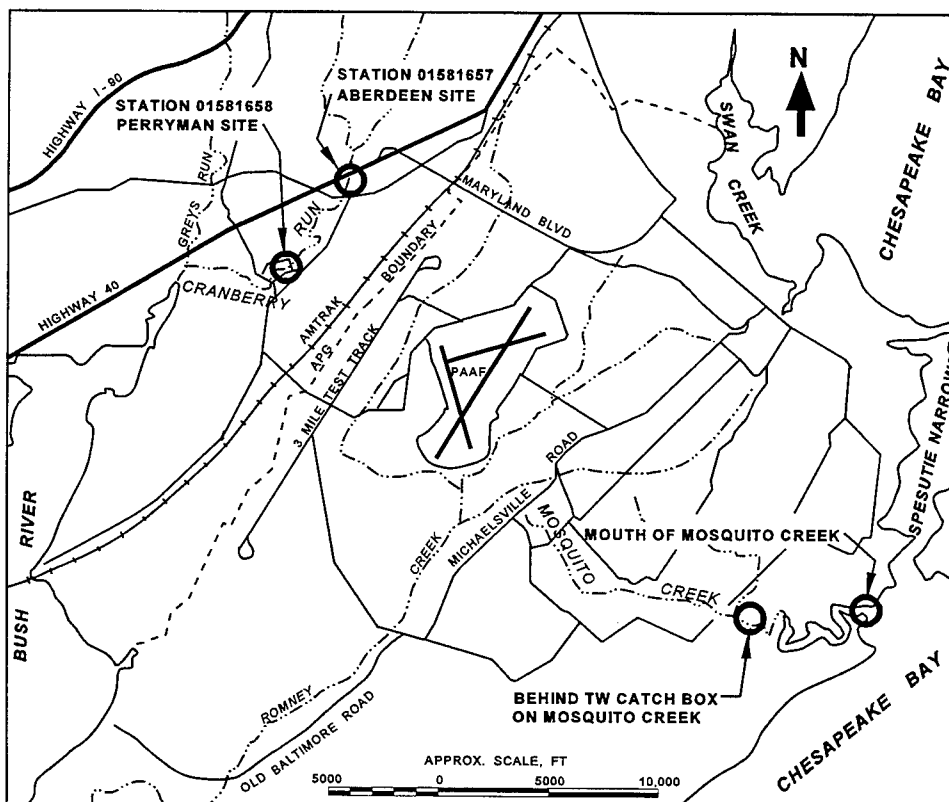 HIGHWAY I-90
STATION 01581657
ABERDEEN SITE
STATION 01581658
PERRYMAN SITE
N
SWAN
CREEK
CHESAPEAKE BAY
GREYS RUN
RUN
CRANBERRY
HIGHWAY 40
MARYLAND BLVD
AMTRAK
APG BOUNDARY
3 MILE TEST TRACK
PAAF
SPESUTIE NARROWS
BUSH RIVER
MICHAELSVILLE ROAD
MOSQUITO
CREEK
MOUTH OF MOSQUITO CREEK
ROMNEY CREEK
OLD BALTIMORE ROAD
BEHIND TW CATCH BOX
ON MOSQUITO CREEK
CHESAPEAKE BAY
APPROX. SCALE, FT
5000 0 5000 10,000